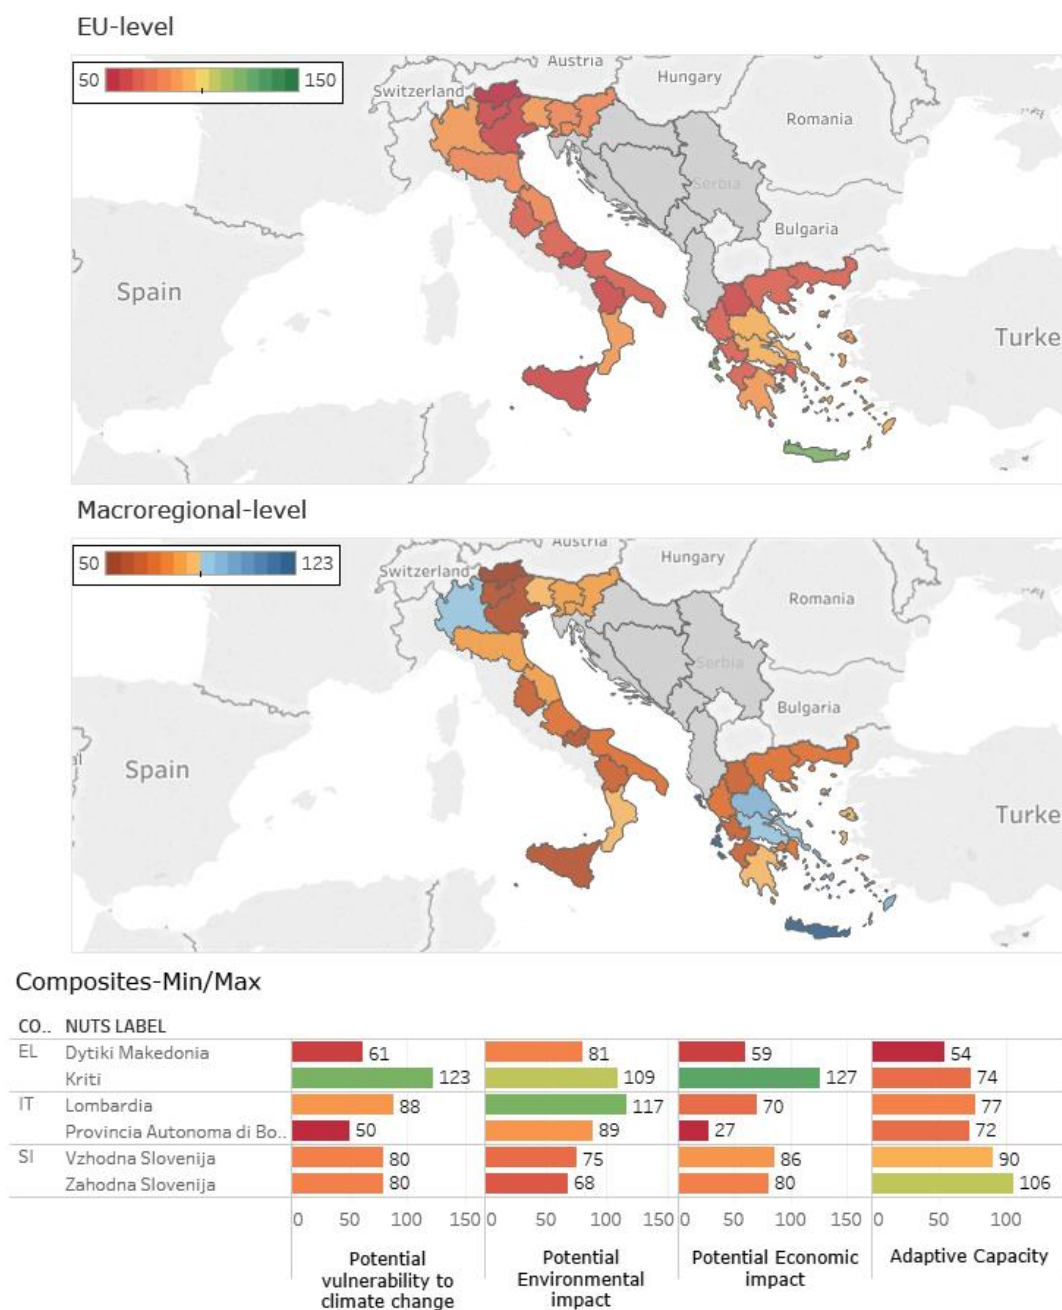 EU-level
50 150
Austria
Switzerland
Hungary
Romania
Serbia
Bulgaria
Spain
Turke
Macroregional-level
50 123
Austria
Switzerland
Hungary
Romania
Serbia
Bulgaria
al
Spain
Turke
Composites-Min/Max
CO.. NUTS LABEL
EL Dytiki Makedonia 61 81 59 54
Kriti 123 109 127 74
IT Lombardia 88 117 70 77
Provincia Autonoma di Bo.. 50 89 27 72
SI Vzhodna Slovenija 80 75 86 90
Zahodna Slovenija 80 68 80 106
0 50 100 150 0 50 100 150 0 50 100 150 0 50 100
Potential vulnerability to climate change
Potential Environmental impact
Potential Economic impact
Adaptive Capacity